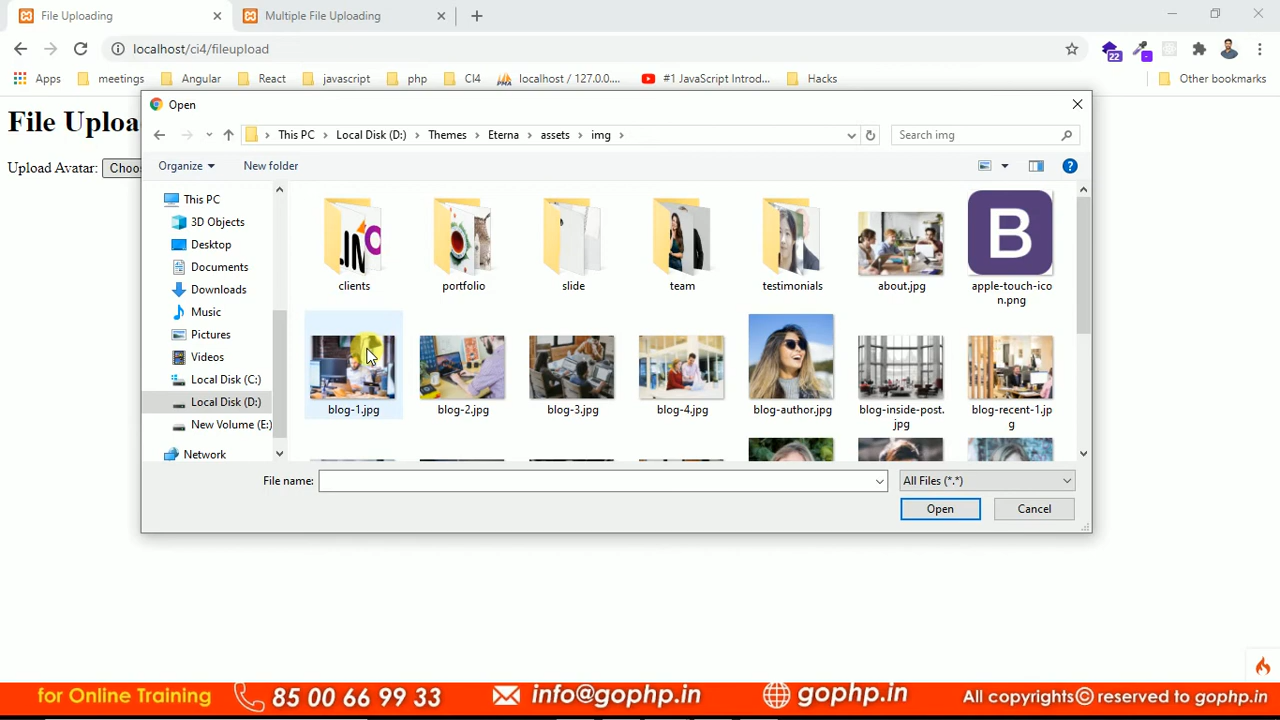 File Uploading
Multiple File Uploading
localhost/ci4/fileupload
22
Apps
meetings
Angular
React
javascript
php
CI4
localhost / 127.0.0....
#1 JavaScript Introd...
Hacks
Other bookmarks
File Uploa
Upload Avatar: Choo
Open
This PC
Local Disk (D:)
Themes
Eterna
assets
img
Search img
Organize
New folder
This PC
3D Objects
Desktop
Documents
Downloads
Music
Pictures
Videos
Local Disk (C:)
Local Disk (D:)
New Volume (E:)
Network
B
clients
portfolio
slide
team
testimonials
about.jpg
apple-touch-ico
n.png
blog-1.jpg
blog-2.jpg
blog-3.jpg
blog-4.jpg
blog-author.jpg
blog-inside-post.
jpg
blog-recent-1.jp
g
File name:
All Files (*.*)
Open
Cancel
for Online Training
85 00 66 99 33
info@gophp.in
gophp.in
All copyrights© reserved to gophp.in